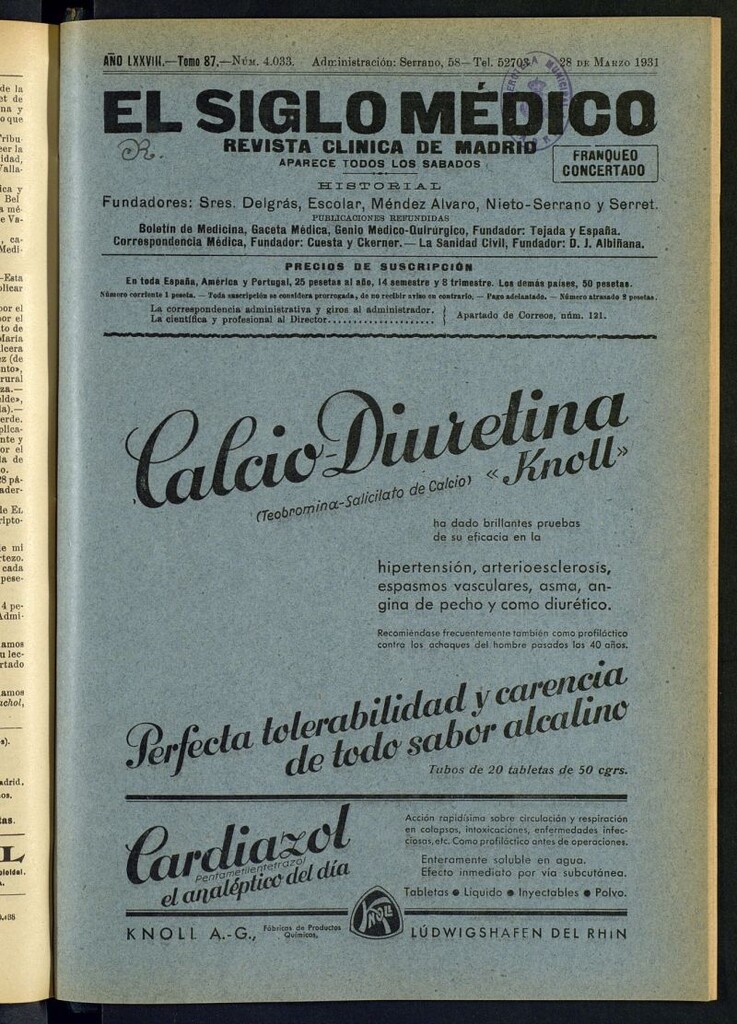 AÑO LXXVIII.—Tomo 87.—NÚM. 4.033. Administración: Serrano, 58—Tel. 52703. 28 DE MARZO 1931
EL SIGLO MÉDICO
REVISTA CLINICA DE MADRID
APARECE TODOS LOS SABADOS
FRANQUEO
CONCERTADO
HISTORIAL
Fundadores: Sres. Delgrás, Escolar, Méndez Alvaro, Nieto-Serrano y Serret.
PUBLICACIONES REFUNDIDAS
Boletín de Medicina, Gaceta Médica, Genio Médico-Quirúrgico, Fundador: Tejada y España.
Correspondencia Médica, Fundador: Cuesta y Ckerner.—La Sanidad Civil, Fundador: D. J. Albiñana.
PRECIOS DE SUSCRIPCIÓN
En toda España, América y Portugal, 25 pesetas al año, 14 semestre y 8 trimestre. Los demás países, 50 pesetas.
Número corriente 1 peseta. — Toda suscripción se considera prorrogada, de no recibir aviso en contrario. — Pago adelantado. — Número atrasado 2 pesetas.
La correspondencia administrativa y giros al administrador.
La científica y profesional al Director....................
Apartado de Correos, núm. 121.
Calcio-Diuretina
«Knoll»
(Teobromina-Salicilato de Calcio)
ha dado brillantes pruebas
de su eficacia en la
hipertensión, arterioesclerosis,
espasmos vasculares, asma, an-
gina de pecho y como diurético.
Recomiéndase frecuentemente también como profiláctico
contra los achaques del hombre pasados los 40 años.
Perfecta tolerabilidad y carencia
de todo sabor alcalino
Tubos de 20 tabletas de 50 cgrs.
Cardiazol
Pentametilentetrazol
el analéptico del día
Acción rapidísima sobre circulación y respiración
en colapsos, intoxicaciones, enfermedades infec-
ciosas, etc. Como profiláctico antes de operaciones.
Enteramente soluble en agua.
Efecto inmediato por vía subcutánea.
Tabletas ● Líquido ● Inyectables ● Polvo.
KNOLL A.-G., Fábricas de Productos
Químicos,
KNOLL
LÚDWIGSHAFEN DEL RHIN